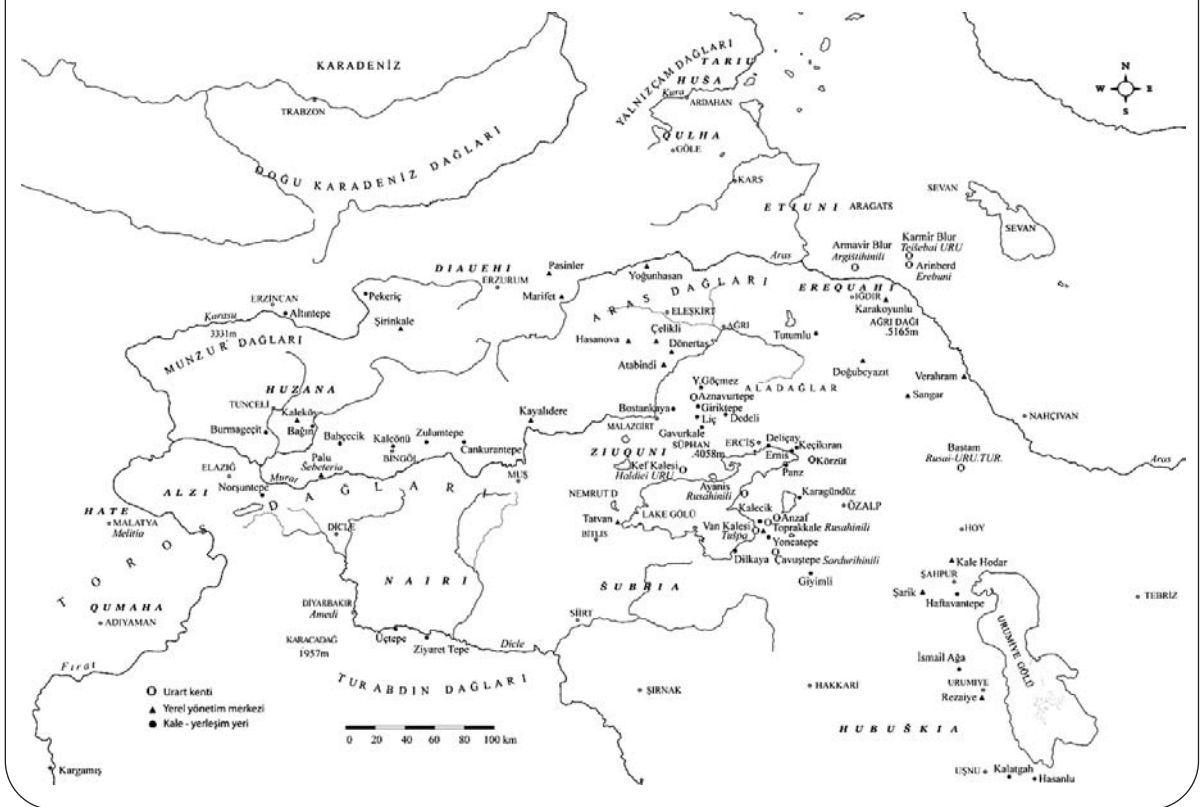 KARADENİZ
TRABZON
DOĞU KARADENİZ DAĞLARI
YALNIZÇAM DAĞLARI
TARIU
HUŠA
Kura
ARDAHAN
QULHA
GÖLE
KARS
ETIUNI
ARAGATS
N
W
E
S
SEVAN
SEVAN
Armavir Blur
Argištihinili
Karmir Blur
Teišebai URU
Arinberd
Erebuni
Aras
EREQUAHI
IĞDIR
Karakoyunlu
AĞRI DAĞI
5165m
DIAUEHI
Pasinler
ERZURUM
Marifet
Yoğunhasan
ARAS DAĞLARI
ELEŞKİRT
Çelikli
AĞRI
Hasanova
Dönertaş
Atabindi
Tutumlu
Doğubeyazıt
Verahram
Sangar
NAHÇIVAN
ERZİNCAN
Altıntepe
Pekeriç
Şirinkale
Karasu
3331m
MUNZUR DAĞLARI
HUZANA
TUNCELİ
Kaleköy
Bağın
Burmageçit
Bahçecik
Kaleönü
BİNGÖL
Zulumtepe
Cankurantepe
Kayalıdere
Palu
Šebeteria
ELAZIĞ
Norşuntepe
Murat
MUŞ
Y.Göçmez
ALADAĞLAR
Aznavurtepe
Giriktepe
Bostankaya
Liç
Dedeli
MALAZGİRT
Gavurkale
SÜPHAN
4058m
ERCİŞ
Deliçay
Keçikıran
Ernis
Körzüt
Panz
ZIUQUNI
Kef Kalesi
Haldiei URU
Ayanis
Rusahinili
Karagündüz
ÖZALP
NEMRUT D
Kalecik
Tatvan
LAKE GÖLÜ
BİTLİS
Anzaf
Van Kalesi
Tušpa
Toprakkale Rusahinili
Yoncatepe
Dilkaya
Çavuştepe Sardurihinili
Giyimli
Bastam
Rusai-URU.TUR.
Aras
HOY
Kale Hodar
ŞAHPUR
Şarik
Haftavantepe
TEBRİZ
URUMİYE GÖLÜ
İsmail Ağa
URUMİYE
Rezaiye
HUBUŠKIA
UŞNU
Kalatgah
Hasanlu
ALZI
HATE
MALATYA
Melitia
TOROS DAĞLARI
DİCLE
NAIRI
ŠUBRIA
QUMAHA
ADIYAMAN
DİYARBAKIR
Amedi
KARACADAĞ
1957m
Üçtepe
Ziyaret Tepe
Dicle
SİİRT
TURABDIN DAĞLARI
ŞIRNAK
HAKKARİ
Fırat
Urart kenti
Yerel yönetim merkezi
Kale - yerleşim yeri
0 20 40 60 80 100 km
Kargamış